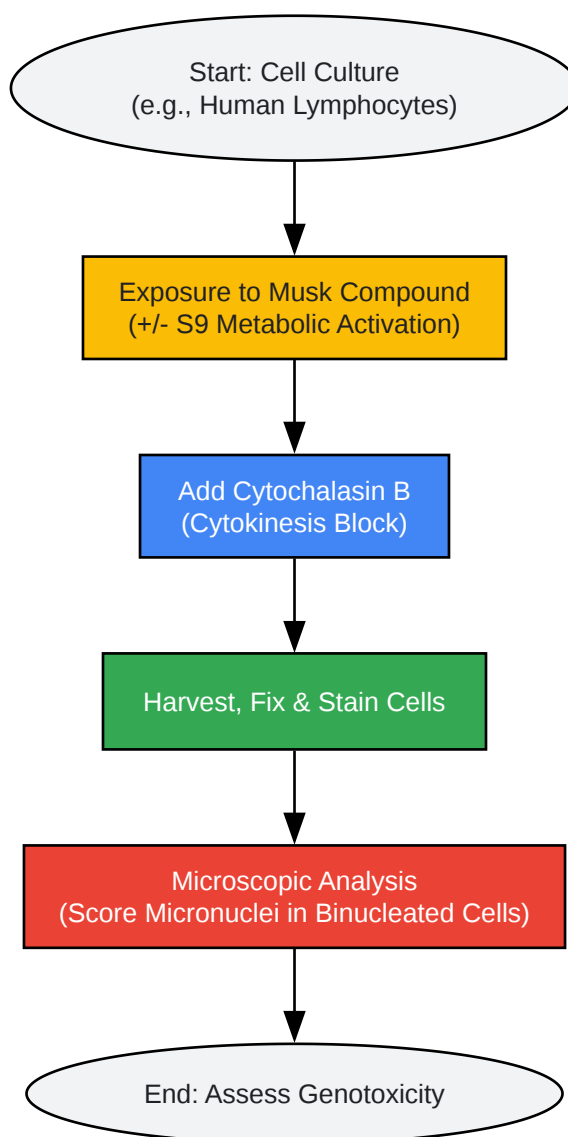 Start: Cell Culture
(e.g., Human Lymphocytes)
Exposure to Musk Compound
(+/- S9 Metabolic Activation)
Add Cytochalasin B
(Cytokinesis Block)
Harvest, Fix & Stain Cells
Microscopic Analysis
(Score Micronuclei in Binucleated Cells)
End: Assess Genotoxicity